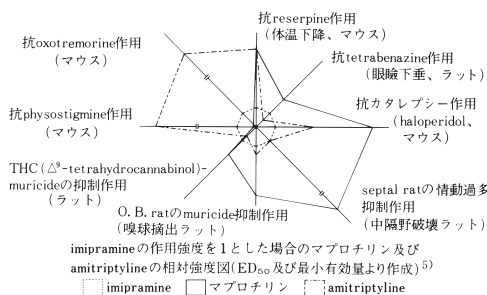 抗reserpine作用
(体温下降、マウス)
抗oxotremorine作用
(マウス)
抗tetrabenazine作用
(眼瞼下垂、ラット)
抗physostigmine作用
(マウス)
抗カタレプシー作用
(haloperidol、
マウス)
THC(△⁹-tetrahydrocannabinol)-
muricideの抑制作用
(ラット)
septal ratの情動過多
抑制作用
(中隔野破壊ラット)
O. B. ratのmuricide抑制作用
(嗅球摘出ラット)
imipramineの作用強度を1とした場合のマプロチリン及び
amitriptylineの相対強度図(ED₅₀及び最小有効量より作成)⁵⁾
imipramine マプロチリン amitriptyline